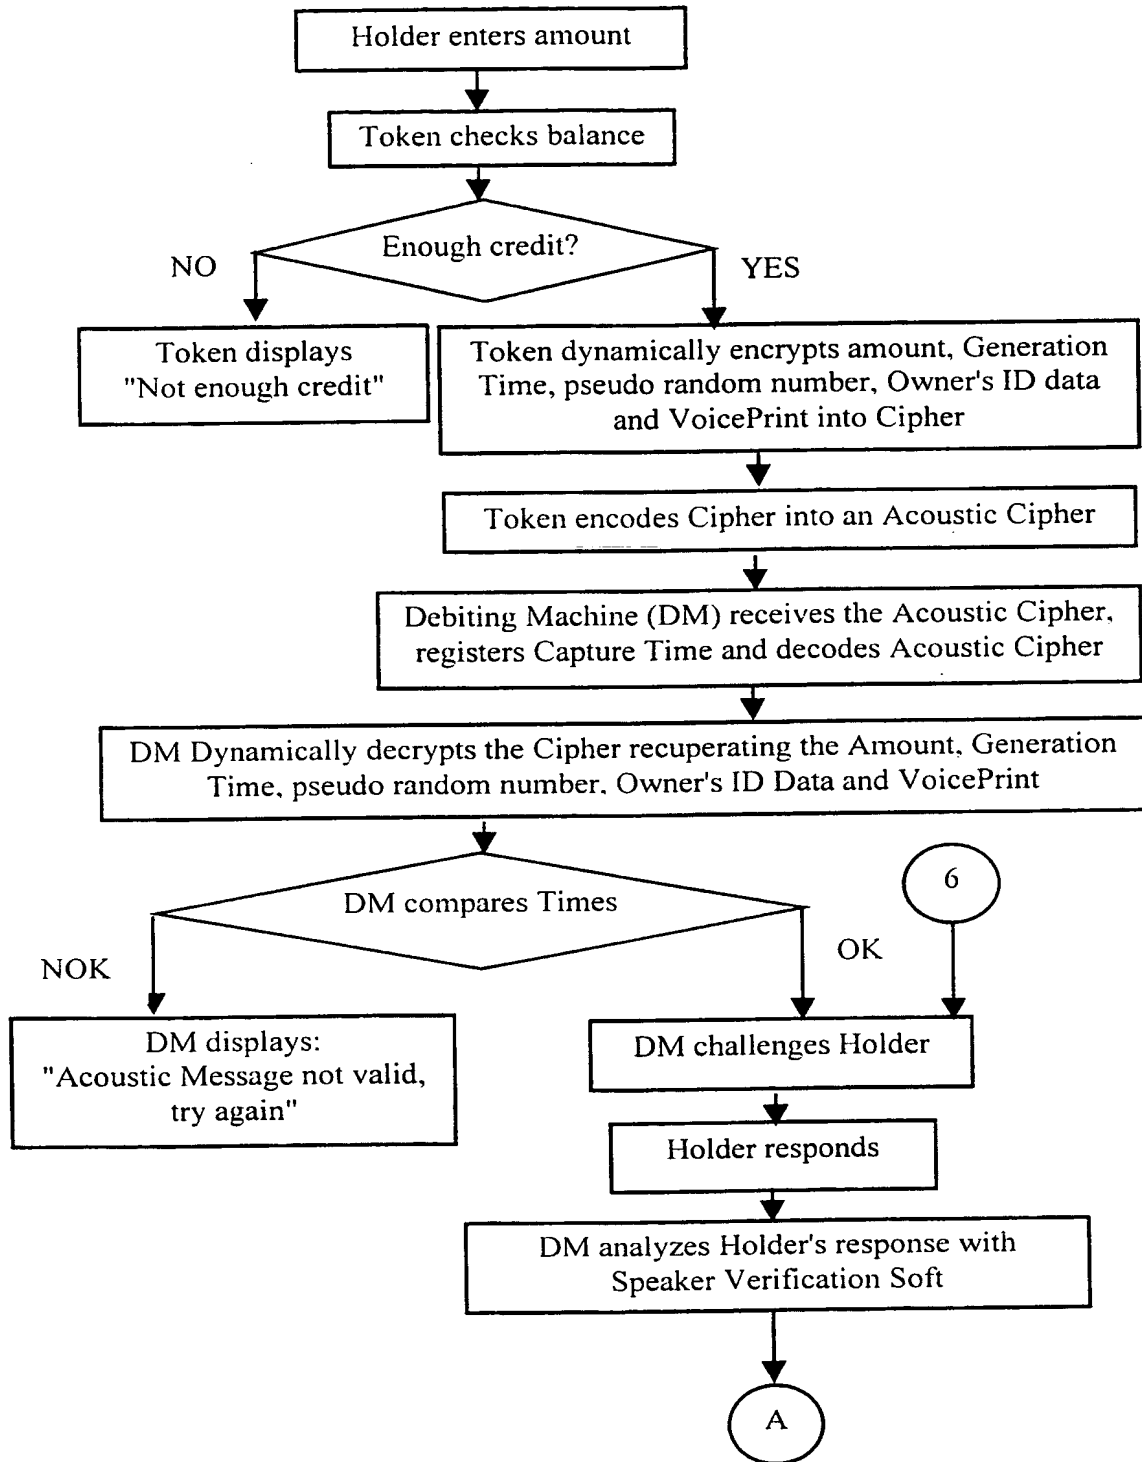 Holder enters amount
Token checks balance
Enough credit?
NO
YES
Token displays
"Not enough credit"
Token dynamically encrypts amount, Generation
Time, pseudo random number, Owner's ID data
and VoicePrint into Cipher
Token encodes Cipher into an Acoustic Cipher
Debiting Machine (DM) receives the Acoustic Cipher,
registers Capture Time and decodes Acoustic Cipher
DM Dynamically decrypts the Cipher recuperating the Amount, Generation
Time, pseudo random number, Owner's ID Data and VoicePrint
6
DM compares Times
NOK
OK
DM displays:
"Acoustic Message not valid,
try again"
DM challenges Holder
Holder responds
DM analyzes Holder's response with
Speaker Verification Soft
A